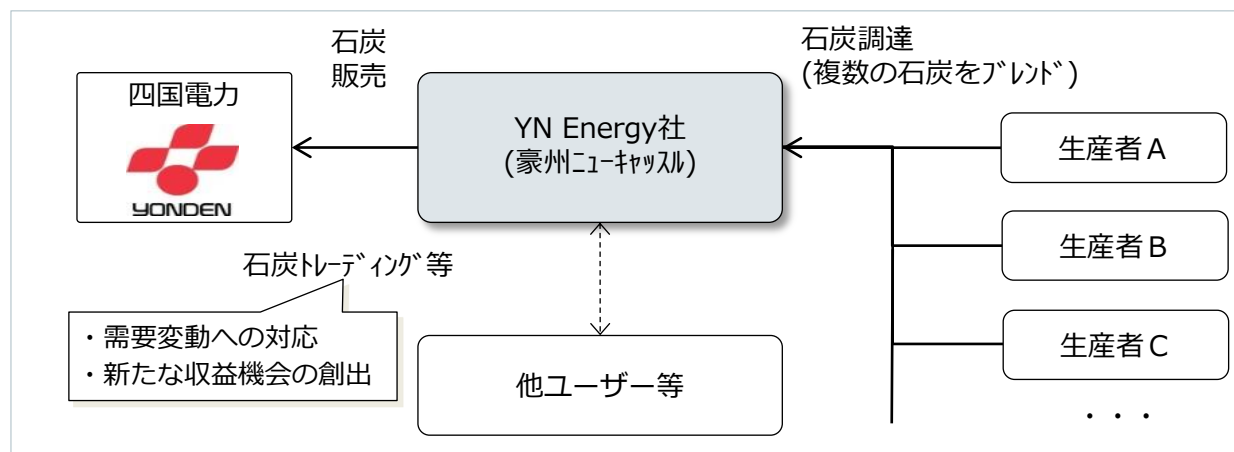 石炭
販売
石炭調達
(複数の石炭をﾌﾞﾚﾝﾄﾞ)
四国電力
YONDEN
YN Energy社
(豪州ﾆｭｰｷｬｯｽﾙ)
生産者A
生産者B
生産者C
・・・
石炭ﾄﾚｰﾃﾞｨﾝｸﾞ等
・需要変動への対応
・新たな収益機会の創出
他ユーザー等